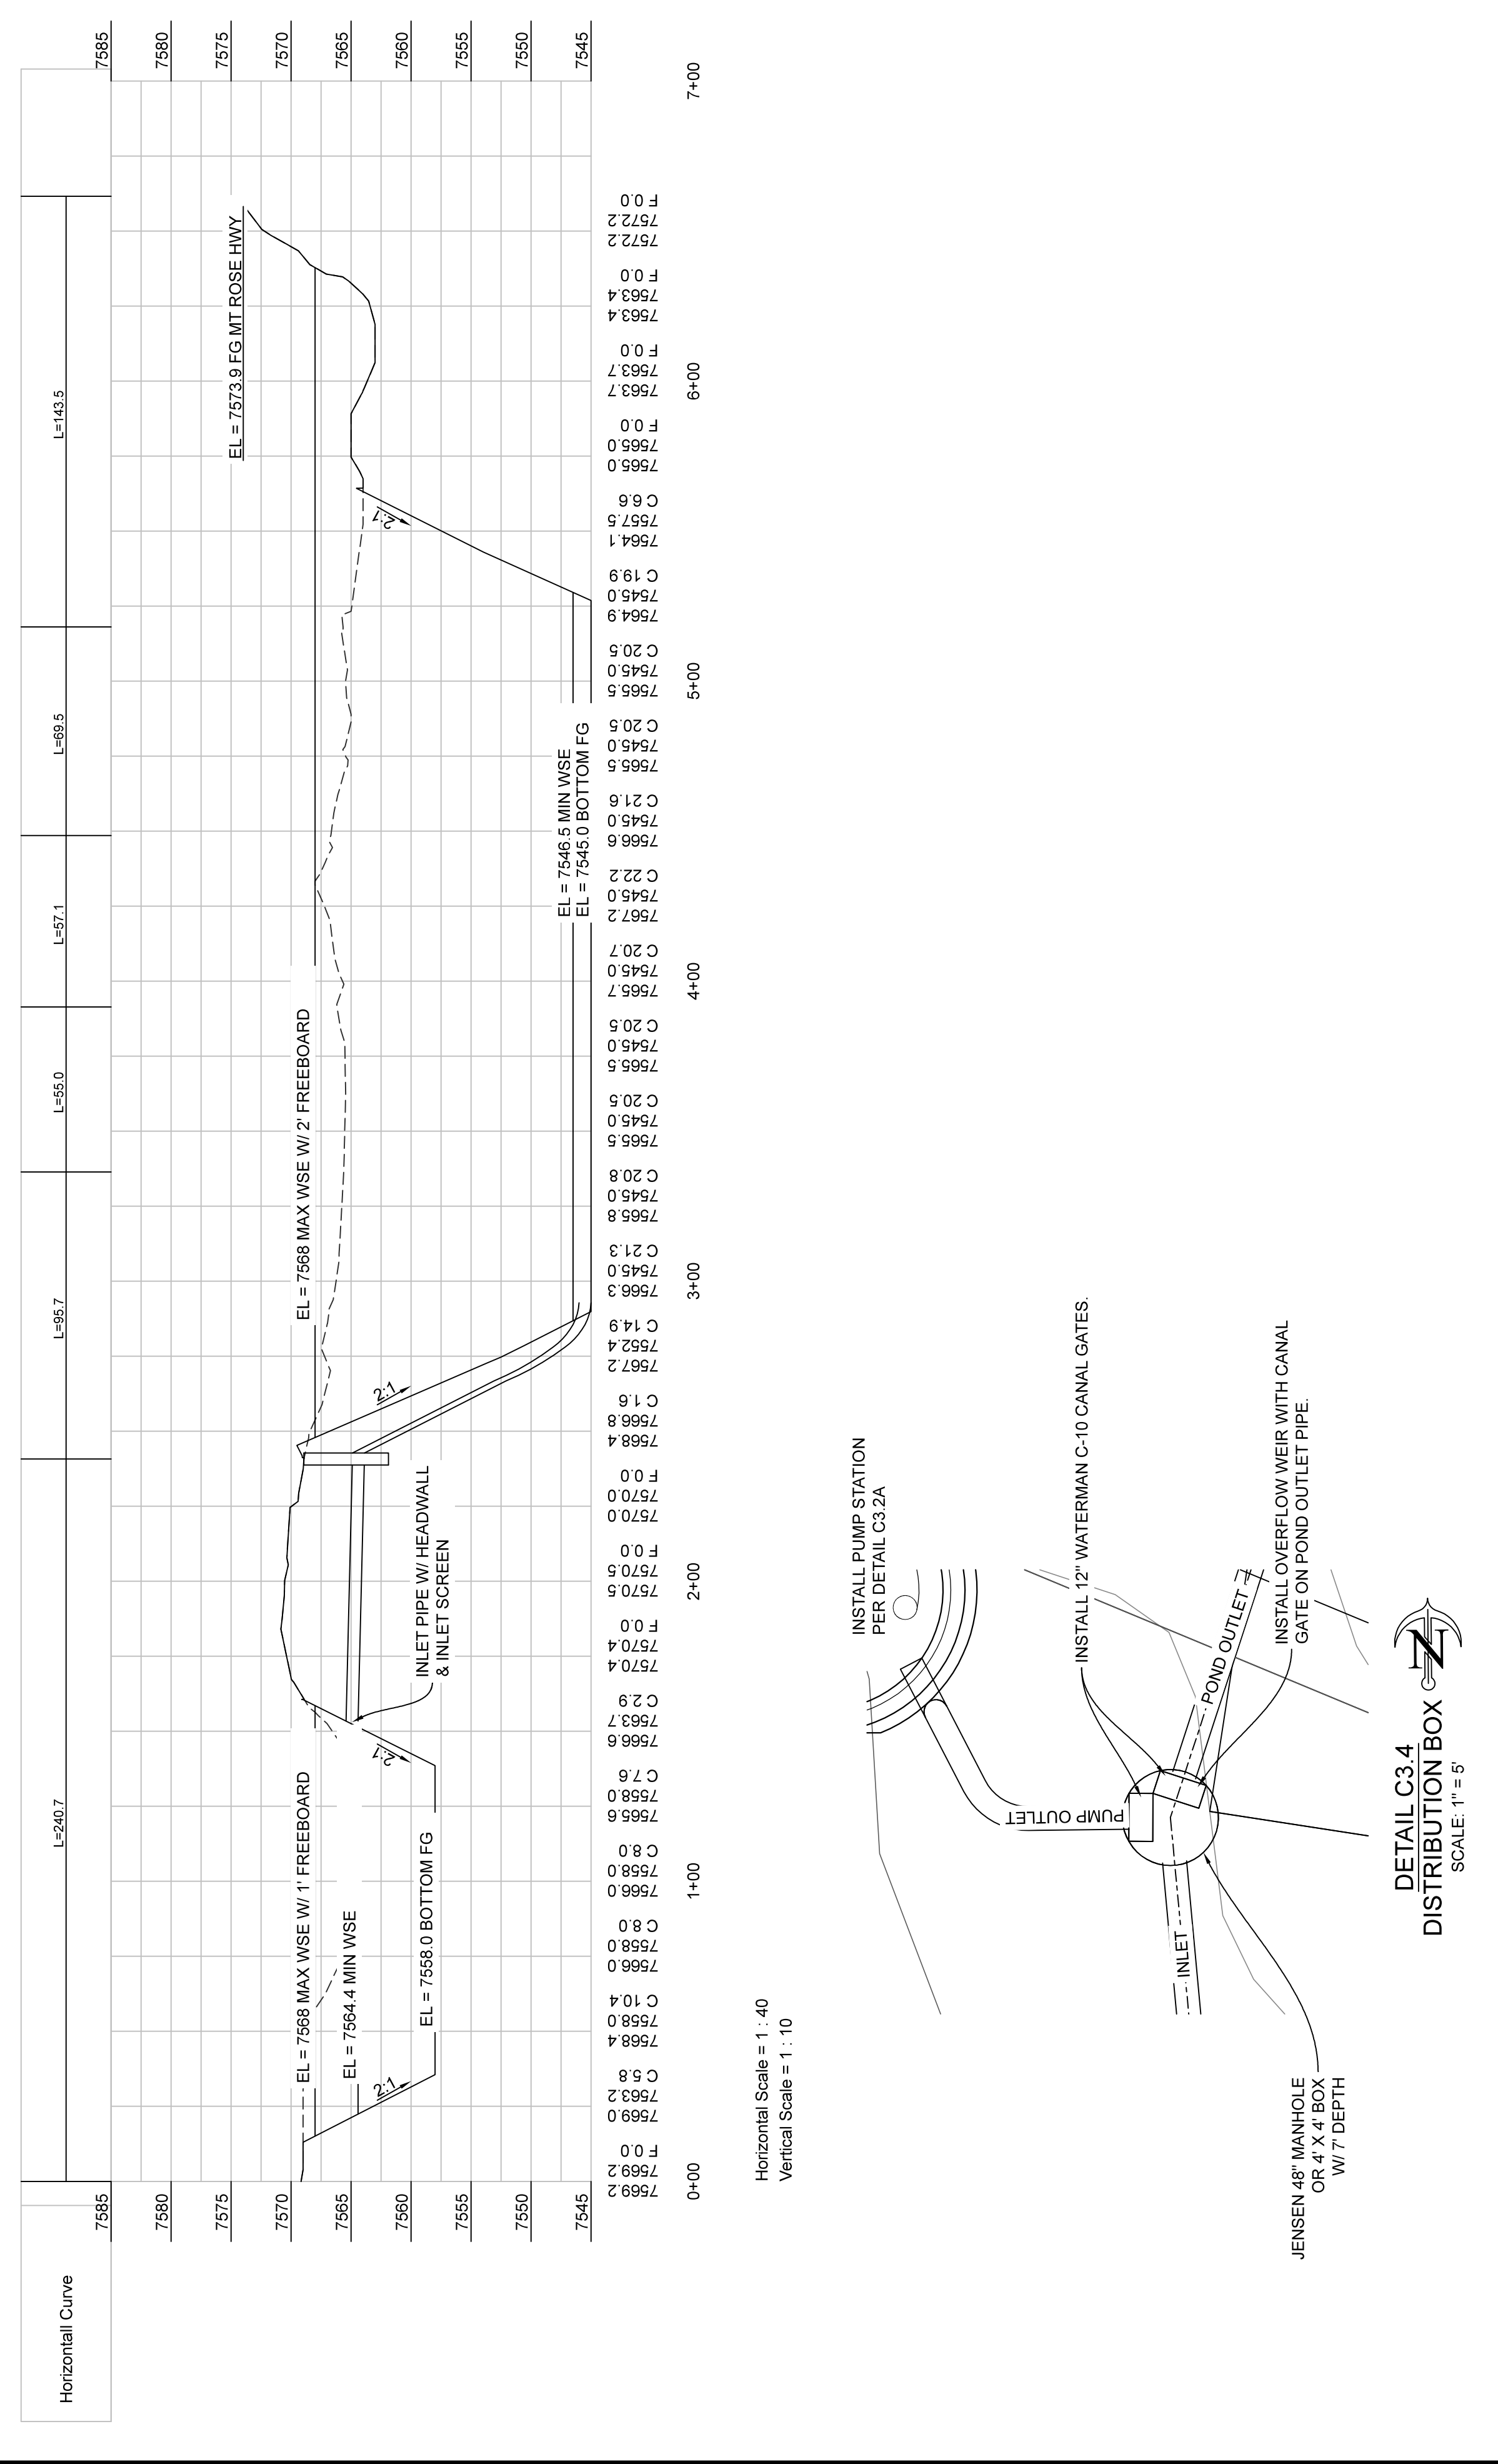 Horizontall Curve
L=240.7
L=95.7
L=55.0
L=57.1
L=69.5
L=143.5
7585
7580
7575
7570
7565
7560
7555
7550
7545
7585
7580
7575
7570
7565
7560
7555
7550
7545
EL = 7568 MAX WSE W/ 1' FREEBOARD
EL = 7564.4 MIN WSE
EL = 7558.0 BOTTOM FG
2:1
2:1
INLET PIPE W/ HEADWALL
& INLET SCREEN
2:1
EL = 7568 MAX WSE W/ 2' FREEBOARD
EL = 7546.5 MIN WSE
EL = 7545.0 BOTTOM FG
2:1
EL = 7573.9 FG MT ROSE HWY
F 0.0
7569.2
7569.2
C 5.8
7563.2
7569.0
C 10.4
7558.0
7568.4
C 8.0
7558.0
7566.0
C 8.0
7558.0
7566.0
C 7.6
7558.0
7565.6
C 2.9
7563.7
7566.6
F 0.0
7570.4
7570.4
F 0.0
7570.5
7570.5
F 0.0
7570.0
7570.0
C 1.6
7566.8
7568.4
C 14.9
7552.4
7567.2
C 21.3
7545.0
7566.3
C 20.8
7545.0
7565.8
C 20.5
7545.0
7565.5
C 20.5
7545.0
7565.5
C 20.7
7545.0
7565.7
C 22.2
7545.0
7567.2
C 21.6
7545.0
7566.6
C 20.5
7545.0
7565.5
C 20.5
7545.0
7565.5
C 19.9
7545.0
7564.9
C 6.6
7557.5
7564.1
F 0.0
7565.0
7565.0
F 0.0
7563.7
7563.7
F 0.0
7563.4
7563.4
F 0.0
7572.2
7572.2
0+00
1+00
2+00
3+00
4+00
5+00
6+00
7+00
Horizontal Scale = 1 : 40
Vertical Scale = 1 : 10
INSTALL PUMP STATION
PER DETAIL C3.2A
PUMP OUTLET
INSTALL 12" WATERMAN C-10 CANAL GATES.
INLET
POND OUTLET
INSTALL OVERFLOW WEIR WITH CANAL
GATE ON POND OUTLET PIPE.
JENSEN 48" MANHOLE
OR 4' X 4' BOX
W/ 7' DEPTH
DETAIL C3.4
DISTRIBUTION BOX
SCALE: 1" = 5'
N